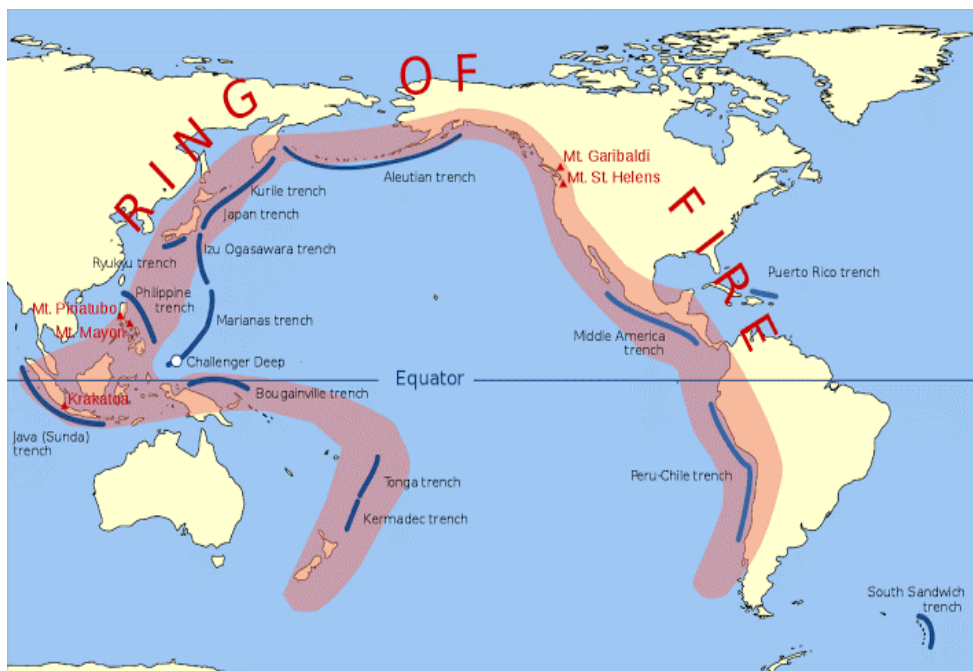 RING OF FIRE
Mt. Garibaldi
Mt. St. Helens
Aleutian trench
Kurile trench
Japan trench
Izu Ogasawara trench
Ryukyu trench
Puerto Rico trench
Philippine
trench
Mt. Pinatubo
Mt. Mayon
Marianas trench
Middle America
trench
Challenger Deep
Equator
Bougainville trench
Krakatoa
Java (Sunda)
trench
Peru-Chile trench
Tonga trench
Kermadec trench
South Sandwich
trench